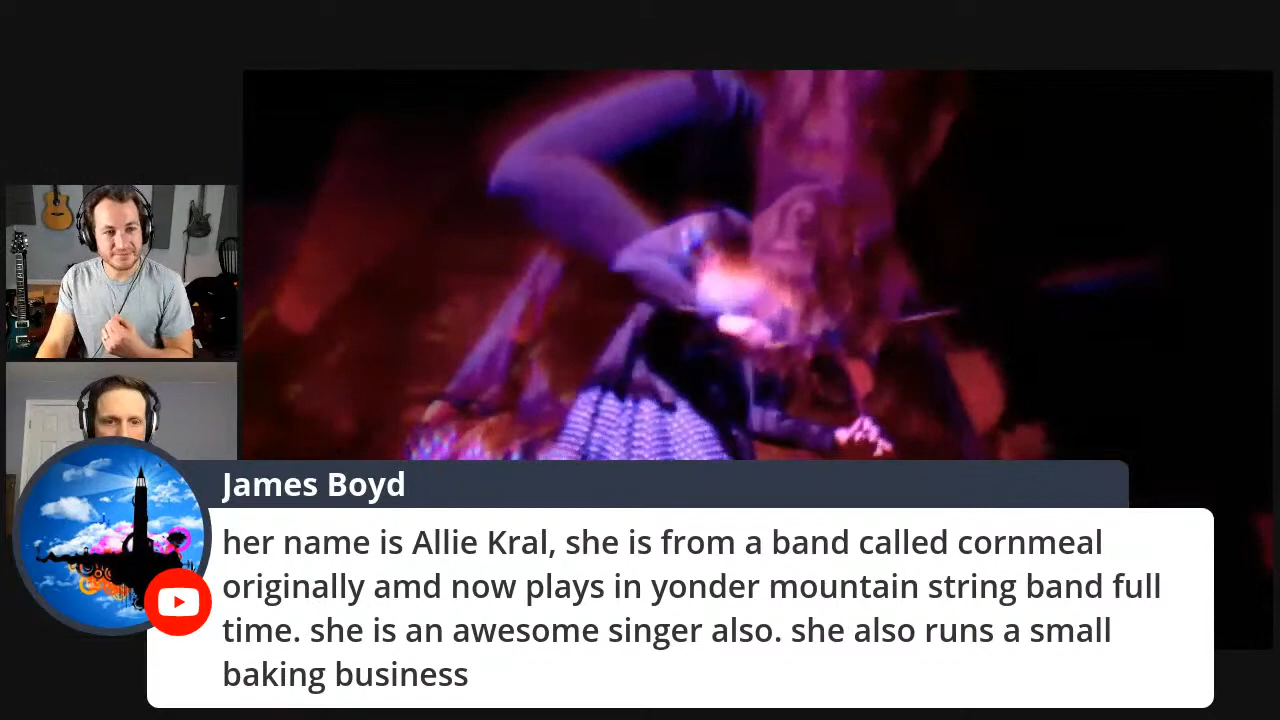 James Boyd
her name is Allie Kral, she is from a band called cornmeal
originally amd now plays in yonder mountain string band full
time. she is an awesome singer also. she also runs a small
baking business